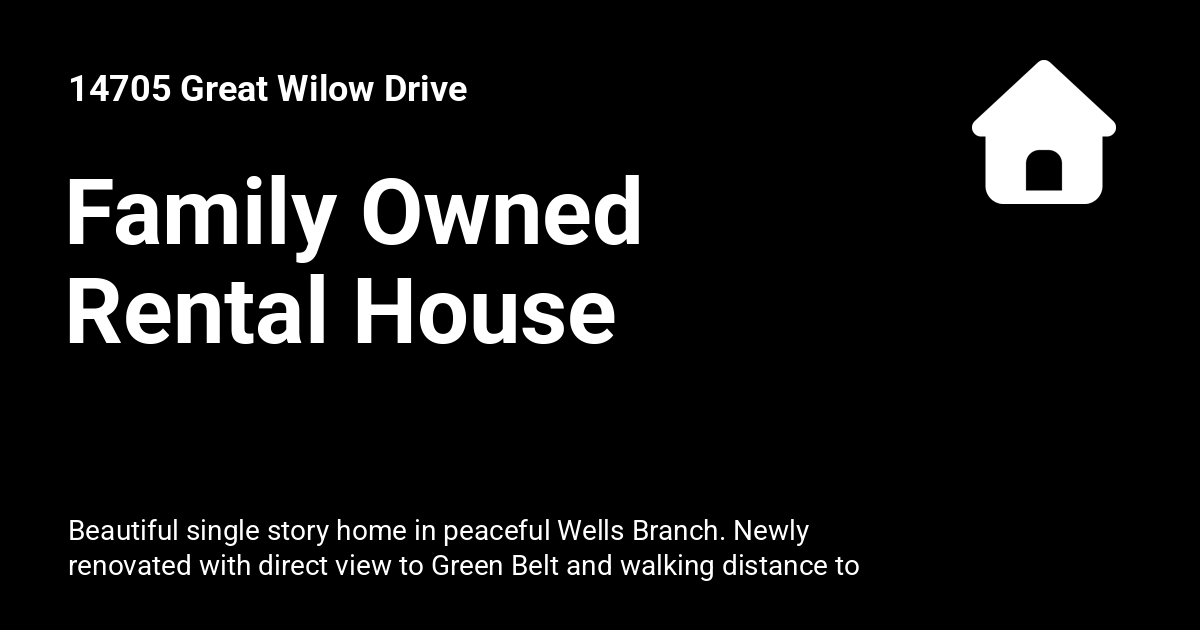 14705 Great Wilow Drive
Family Owned
Rental House
Beautiful single story home in peaceful Wells Branch. Newly
renovated with direct view to Green Belt and walking distance to